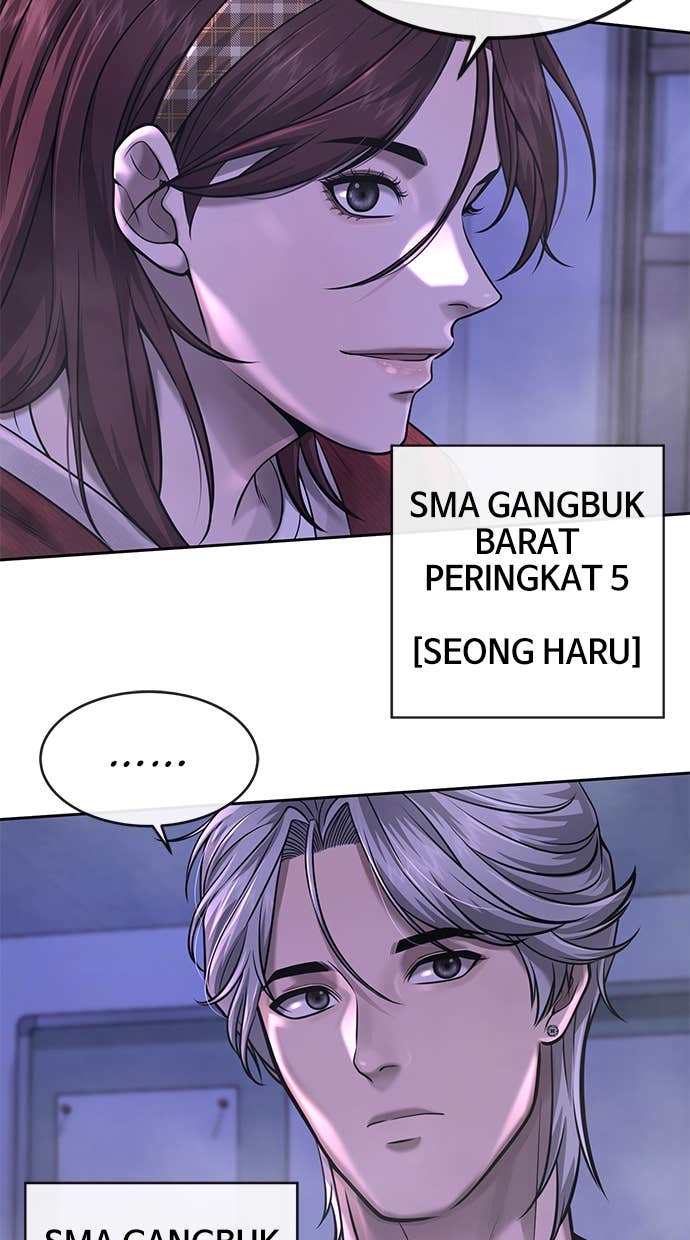 SMA GANGBUK
BARAT
PERINGKAT 5
[SEONG HARU]
......
SMA GANGBUK